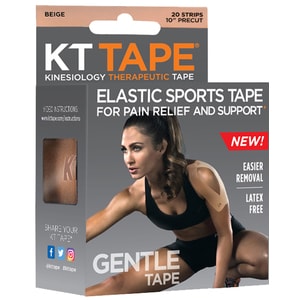 BEIGE
20 STRIPS
10" PRECUT
KT TAPE®
KINESIOLOGY THERAPEUTIC TAPE
ELASTIC SPORTS TAPE
FOR PAIN RELIEF AND SUPPORT
NEW!
EASIER
REMOVAL
LATEX
FREE
GENTLE
TAPE
VIDEO INSTRUCTIONS
SHARE YOUR
KT TAPE